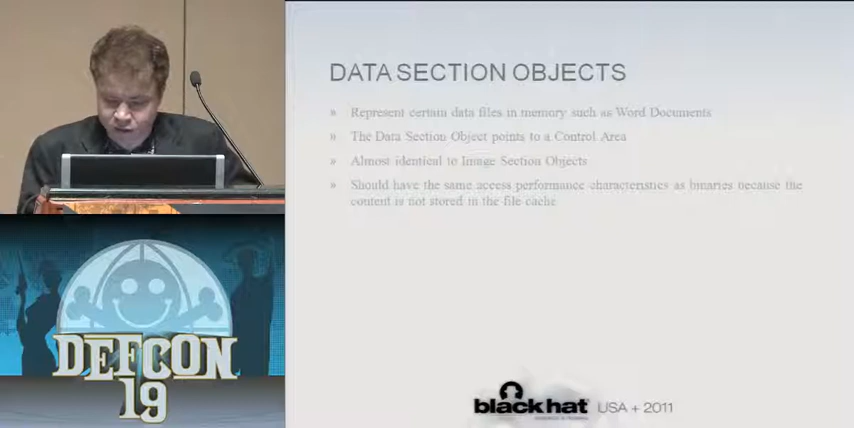 DATA SECTION OBJECTS
» Represent certain data files in memory such as Word Documents
» The Data Section Object points to a Control Area
» Almost identical to Image Section Objects
» Should have the same access performance characteristics as binaries because the
content is not stored in the file cache
DEFCON
19
black hat USA + 2011